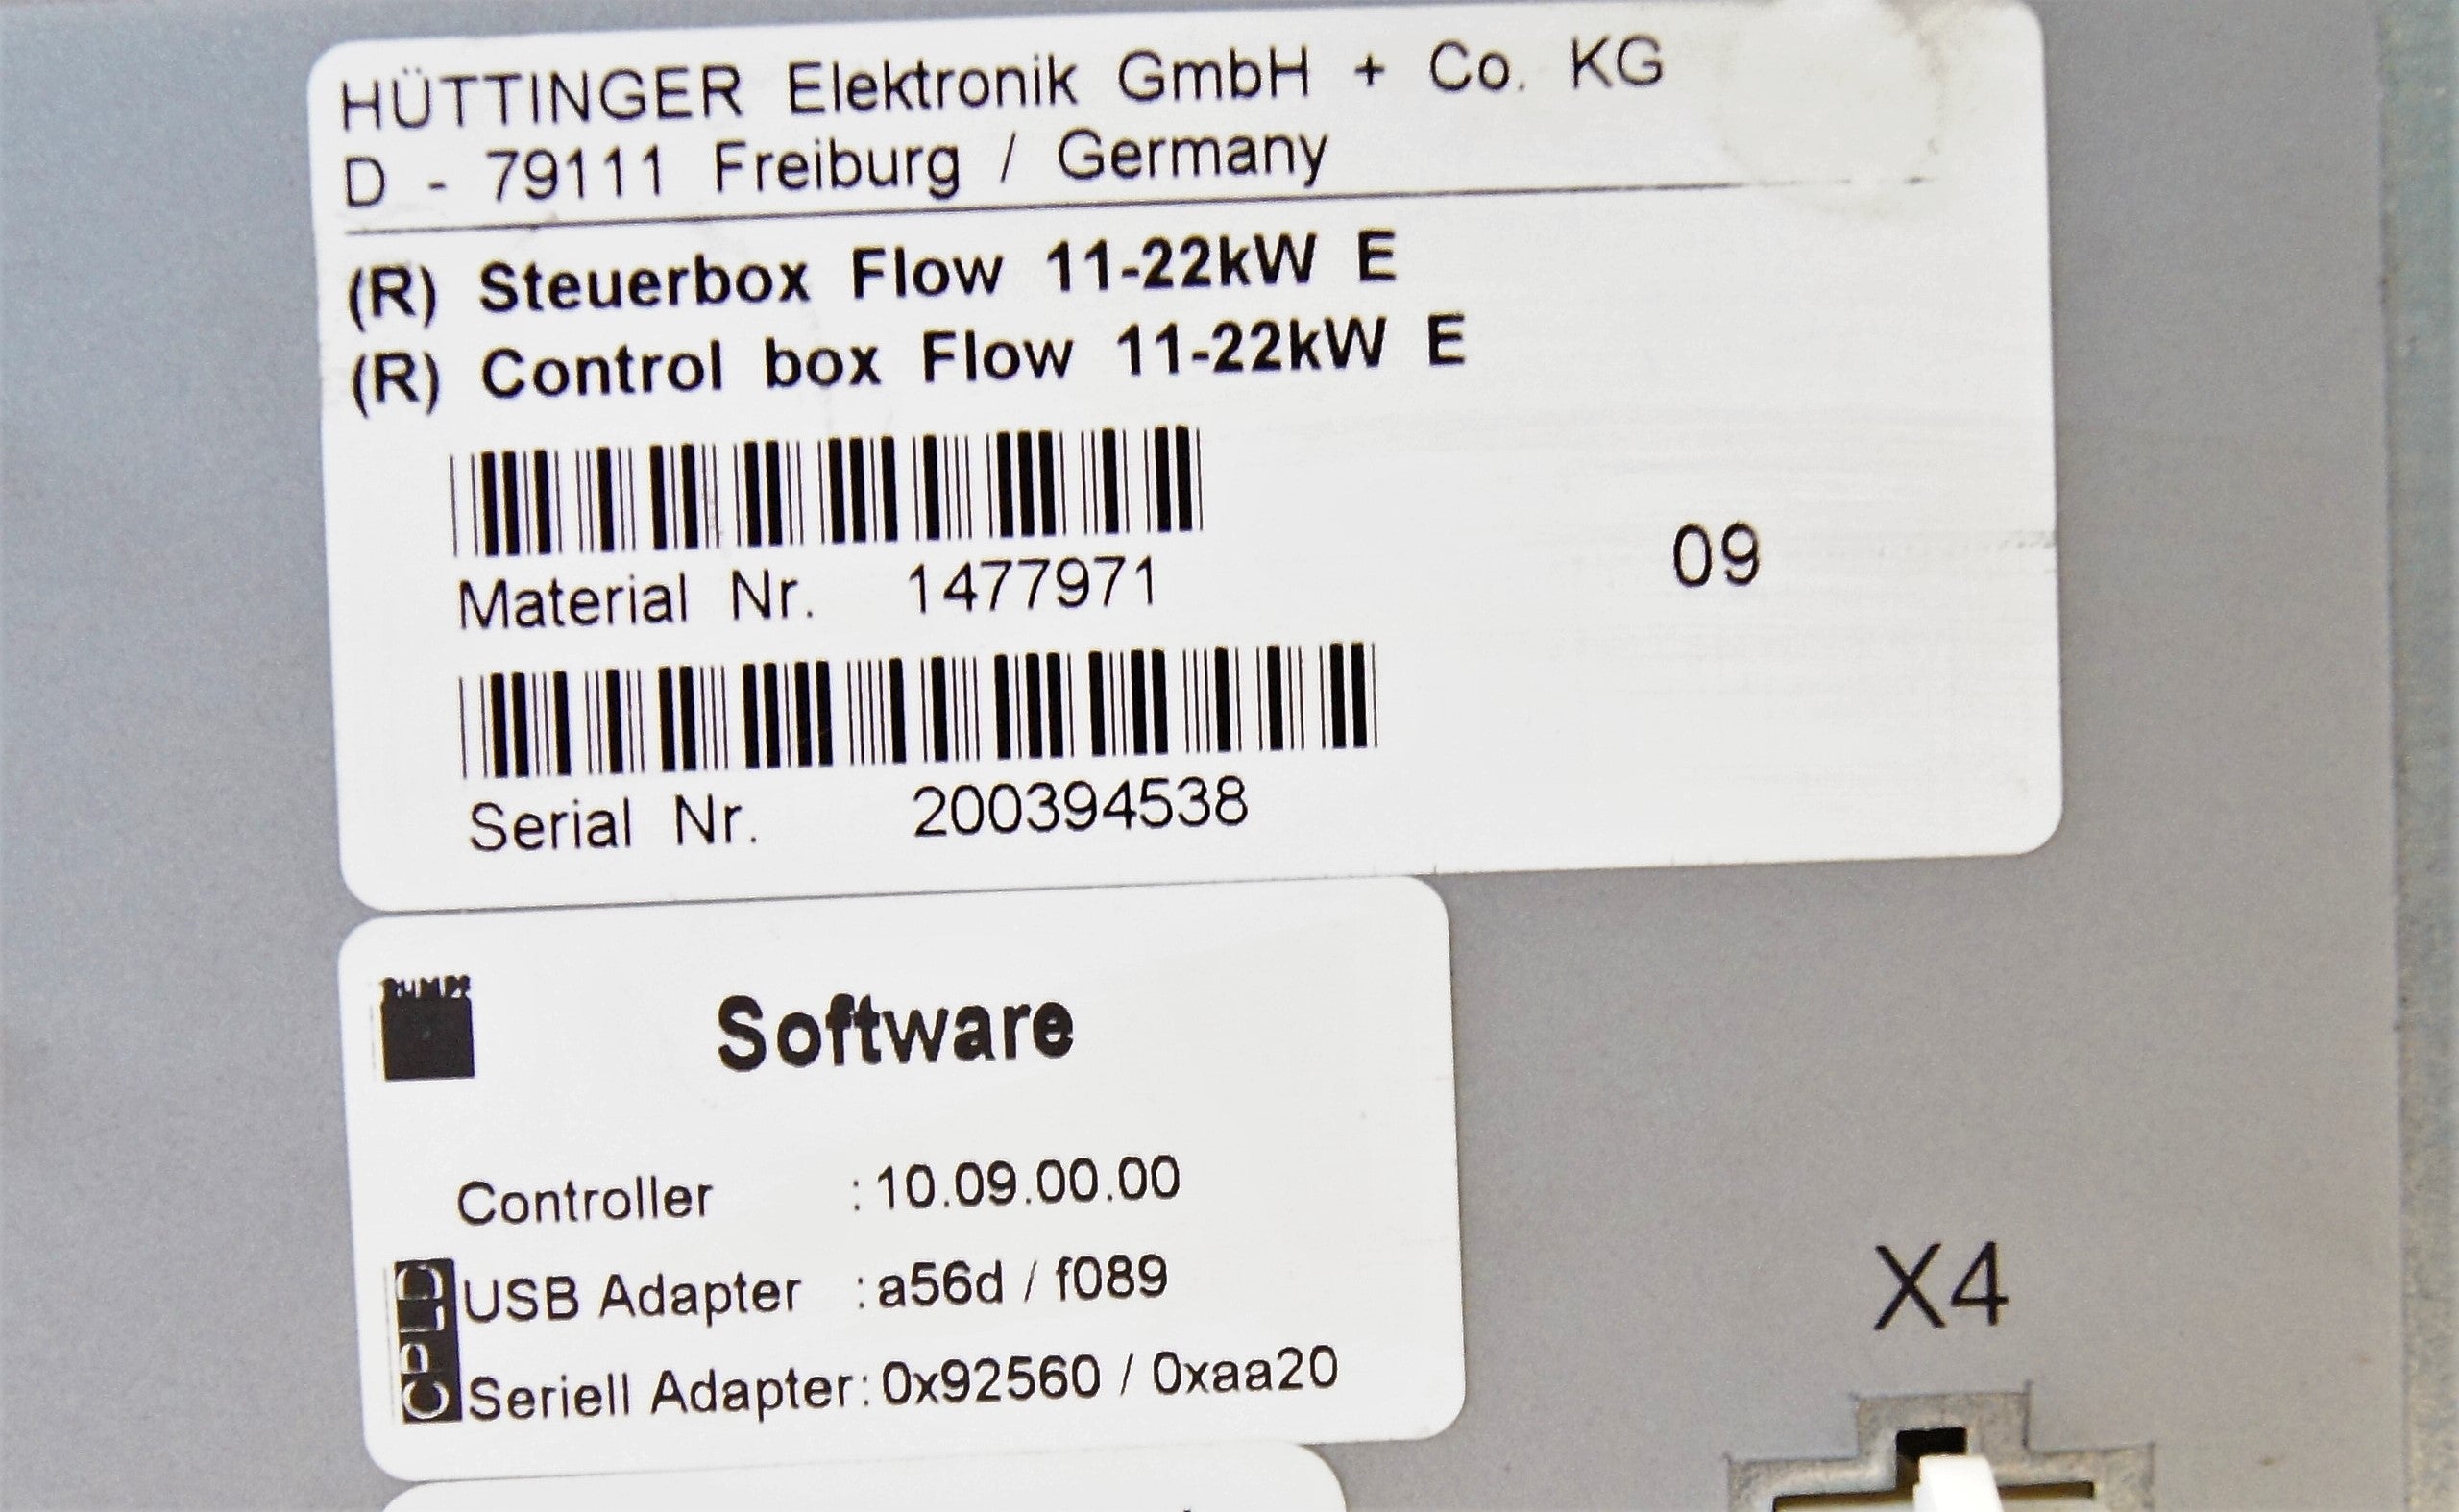 HÜTTINGER Elektronik GmbH + Co. KG
D - 79111 Freiburg / Germany
(R) Steuerbox Flow 11-22kW E
(R) Control box Flow 11-22kW E
Material Nr. 1477971
09
Serial Nr. 200394538
Software
Controller : 10.09.00.00
CPLD
USB Adapter : a56d / f089
Seriell Adapter: 0x92560 / 0xaa20
X4